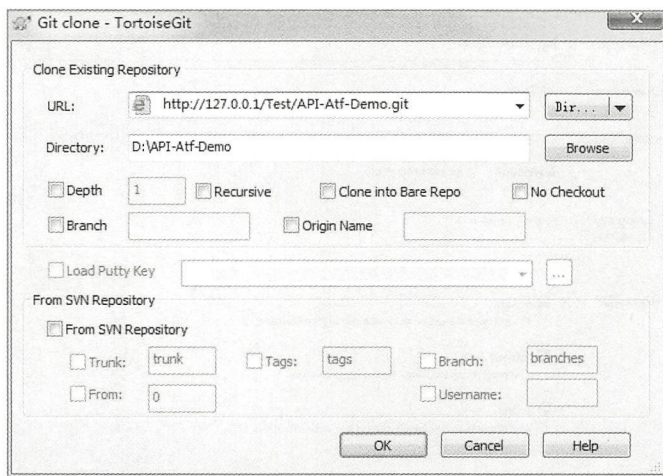 Git clone - TortoiseGit
X
Clone Existing Repository
URL: http://127.0.0.1/Test/API-Atf-Demo.git Dir...
Directory: D:\API-Atf-Demo Browse
Depth 1 Recursive Clone into Bare Repo No Checkout
Branch Origin Name
Load Putty Key ...
From SVN Repository
From SVN Repository
Trunk: trunk Tags: tags Branch: branches
From: 0 Username:
OK Cancel Help